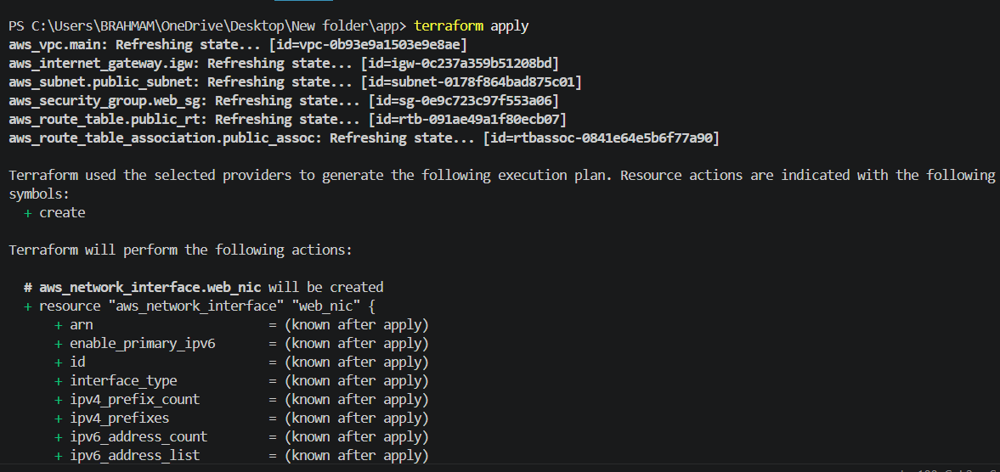 PS C:\Users\BRAHMAM\OneDrive\Desktop\New folder\app> terraform apply
aws_vpc.main: Refreshing state... [id=vpc-0b93e9a1503e9e8ae]
aws_internet_gateway.igw: Refreshing state... [id=igw-0c237a359b51208bd]
aws_subnet.public_subnet: Refreshing state... [id=subnet-0178f864bad875c01]
aws_security_group.web_sg: Refreshing state... [id=sg-0e9c723c97f553a06]
aws_route_table.public_rt: Refreshing state... [id=rtb-091ae49a1f80ecb07]
aws_route_table_association.public_assoc: Refreshing state... [id=rtbassoc-0841e64e5b6f77a90]
Terraform used the selected providers to generate the following execution plan. Resource actions are indicated with the following
symbols:
+ create
Terraform will perform the following actions:
# aws_network_interface.web_nic will be created
+ resource "aws_network_interface" "web_nic" {
+ arn = (known after apply)
+ enable_primary_ipv6 = (known after apply)
+ id = (known after apply)
+ interface_type = (known after apply)
+ ipv4_prefix_count = (known after apply)
+ ipv4_prefixes = (known after apply)
+ ipv6_address_count = (known after apply)
+ ipv6_address_list = (known after apply)